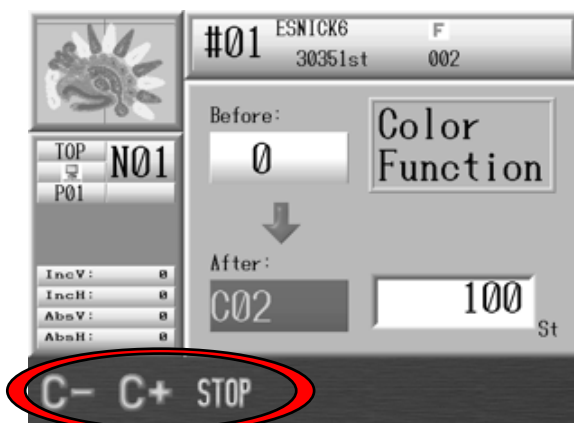 #01 ESNICK6 F
30351st 002
TOP N01
P01
IncV: 0
IncH: 0
AbsV: 0
AbsH: 0
Before:
0
Color
Function
After:
C02
100
St
C- C+ STOP